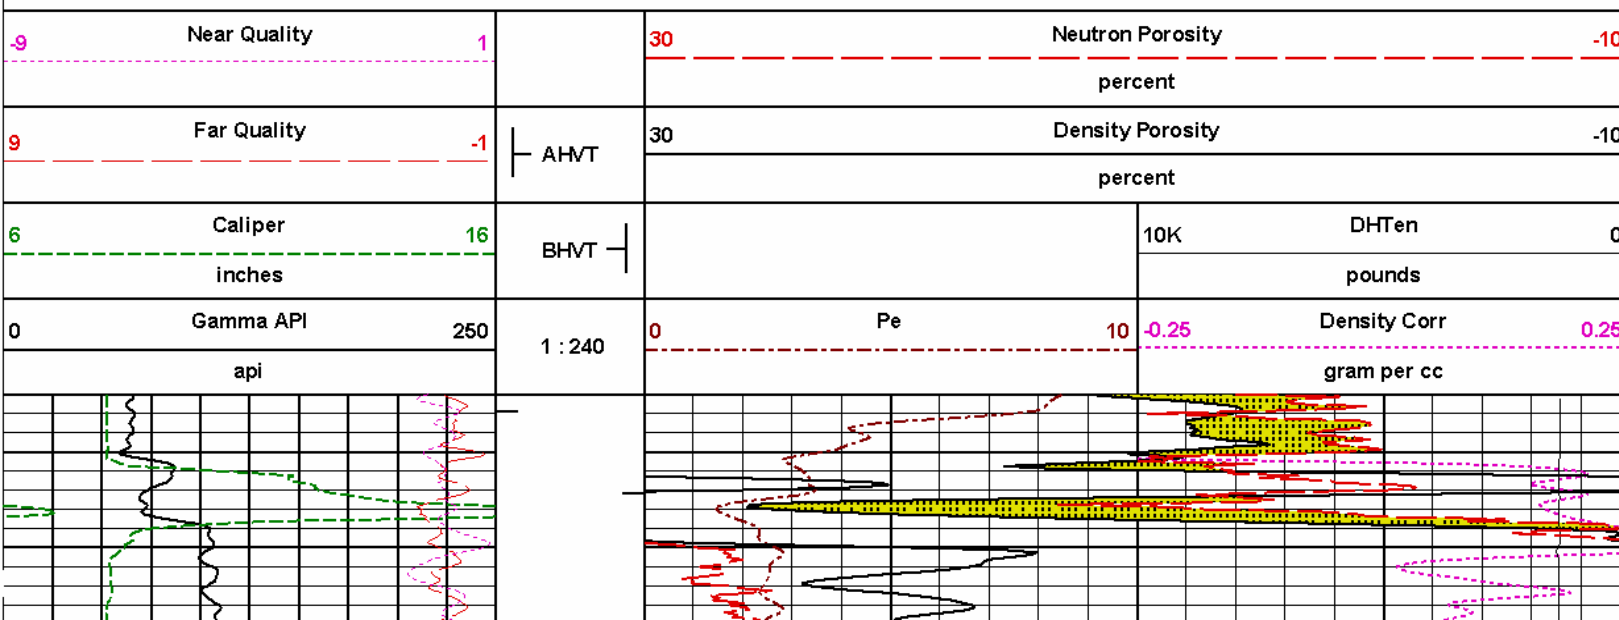 Near Quality
-9 1
Neutron Porosity
30 -10
percent
Far Quality
9 -1
AHVT
Density Porosity
30 -10
percent
Caliper
6 16
inches
BHVT
DHTen
10K 0
pounds
Gamma API
0 250
api
1 : 240
Pe
0 10
Density Corr
-0.25 0.25
gram per cc